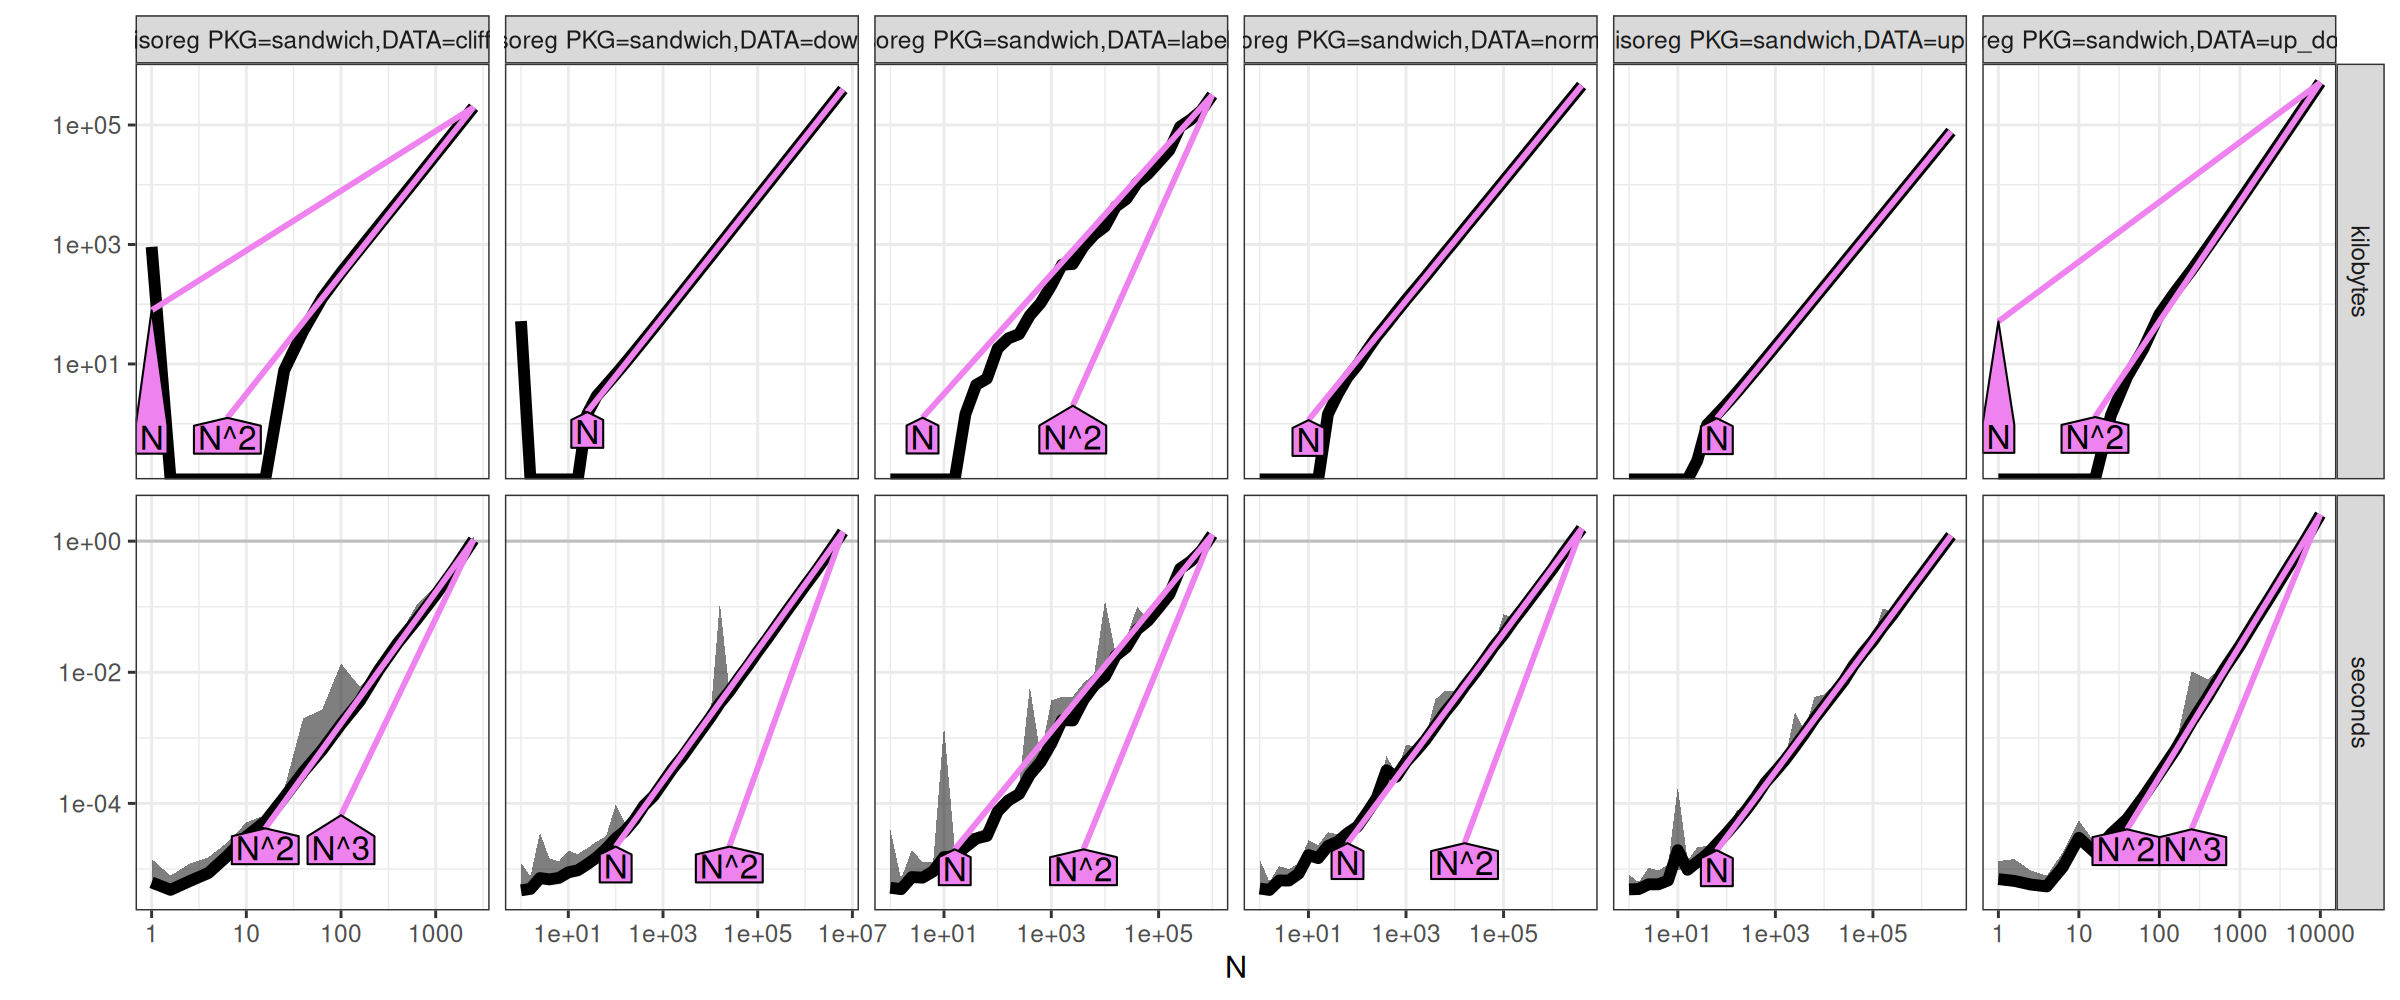 isoreg PKG=sandwich,DATA=cliff
soreg PKG=sandwich,DATA=dow
oreg PKG=sandwich,DATA=label
oreg PKG=sandwich,DATA=norm
isoreg PKG=sandwich,DATA=up
reg PKG=sandwich,DATA=up_do
1e+05
1e+03
1e+01
N
N^2
N
N
N^2
N
N
N
N^2
kilobytes
1e+00
1e-02
1e-04
N^2
N^3
N
N^2
N
N^2
N
N^2
N
N^2
N^3
seconds
1 10 100 1000
1e+01 1e+03 1e+05 1e+07
1e+01 1e+03 1e+05
1e+01 1e+03 1e+05
1e+01 1e+03 1e+05
1 10 100 1000 10000
N